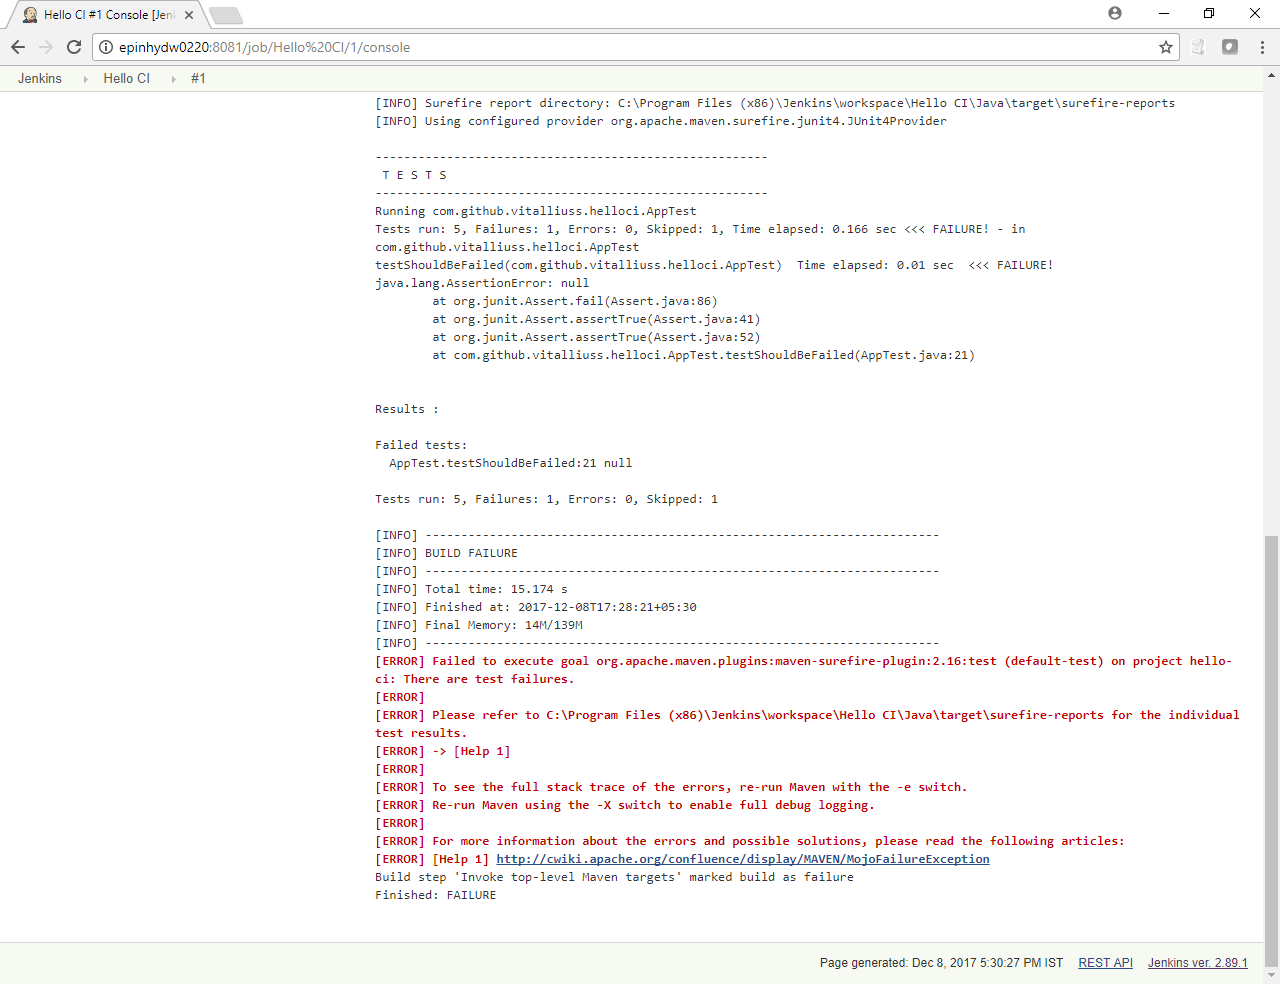 Hello CI #1 Console [Jen
epinhydw0220:8081/job/Hello%20CI/1/console
Jenkins Hello CI #1
[INFO] Surefire report directory: C:\Program Files (x86)\Jenkins\workspace\Hello CI\Java\target\surefire-reports
[INFO] Using configured provider org.apache.maven.surefire.junit4.JUnit4Provider
-------------------------------------------------------
T E S T S
-------------------------------------------------------
Running com.github.vitalliuss.helloci.AppTest
Tests run: 5, Failures: 1, Errors: 0, Skipped: 1, Time elapsed: 0.166 sec <<< FAILURE! - in
com.github.vitalliuss.helloci.AppTest
testShouldBeFailed(com.github.vitalliuss.helloci.AppTest)  Time elapsed: 0.01 sec  <<< FAILURE!
java.lang.AssertionError: null
at org.junit.Assert.fail(Assert.java:86)
at org.junit.Assert.assertTrue(Assert.java:41)
at org.junit.Assert.assertTrue(Assert.java:52)
at com.github.vitalliuss.helloci.AppTest.testShouldBeFailed(AppTest.java:21)
Results :
Failed tests:
AppTest.testShouldBeFailed:21 null
Tests run: 5, Failures: 1, Errors: 0, Skipped: 1
[INFO] ------------------------------------------------------------------------
[INFO] BUILD FAILURE
[INFO] ------------------------------------------------------------------------
[INFO] Total time: 15.174 s
[INFO] Finished at: 2017-12-08T17:28:21+05:30
[INFO] Final Memory: 14M/139M
[INFO] ------------------------------------------------------------------------
[ERROR] Failed to execute goal org.apache.maven.plugins:maven-surefire-plugin:2.16:test (default-test) on project hello-
ci: There are test failures.
[ERROR]
[ERROR] Please refer to C:\Program Files (x86)\Jenkins\workspace\Hello CI\Java\target\surefire-reports for the individual
test results.
[ERROR] -> [Help 1]
[ERROR]
[ERROR] To see the full stack trace of the errors, re-run Maven with the -e switch.
[ERROR] Re-run Maven using the -X switch to enable full debug logging.
[ERROR]
[ERROR] For more information about the errors and possible solutions, please read the following articles:
[ERROR] [Help 1] http://cwiki.apache.org/confluence/display/MAVEN/MojoFailureException
Build step 'Invoke top-level Maven targets' marked build as failure
Finished: FAILURE
Page generated: Dec 8, 2017 5:30:27 PM IST REST API Jenkins ver. 2.89.1